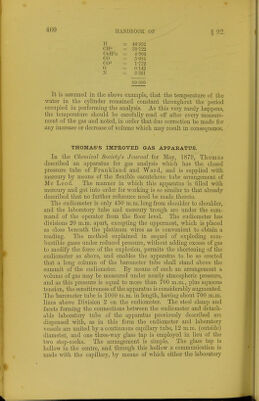 460 HANDBOOK OF § 92.
H =
CH⁴ =
CO =
CO² =
O =
N =
It is assumed in the above example, that the temperature of the
water in the cylinder remained constant throughout the period
occupied in performing the analysis. As this very rarely happens,
the temperature should be carefully read off after every measure-
ment of the gas and noted, in order that due correction be made for
any increase or decrease of volume which may result in consequence.
THOMAS'S IMPROVED GAS APPARATUS.
In the Chemical Society's Journal for May, 1879, Thomas
described an apparatus for gas analysis which has the closed
pressure tube of Frankland and Ward, and is supplied with
mercury by means of the flexible caoutchouc tube arrangement of
McLeod. The manner in which this apparatus is filled with
mercury and got into order for working is so similar to that already
described that no further reference need be made thereto.
The eudiometer is only 450 m.m. long from shoulder to shoulder,
and the laboratory tube and mercury trough are under the com-
mand of the operator from the floor level. The eudiometer has
divisions 20 m.m. apart, excepting the uppermost, which is placed
as close beneath the platinum wires as is convenient to obtain a
reading. The method explained in sequel of exploding com-
bustible gases under reduced pressure, without adding excess of gas
to modify the force of the explosion, permits the shortening of the
eudiometer as above, and enables the apparatus to be so erected
that a long column of the barometer tube shall stand above the
summit of the eudiometer. By means of such an arrangement a
volume of gas may be measured under nearly atmospheric pressure,
and as this pressure is equal to more than 700 m.m., plus aqueous
tension, the sensitiveness of the apparatus is considerably augmented.
The barometer tube is 1000 m.m. in length, having about 700 m.m.
lines above Division 2 on the eudiometer. The steel clamp and
facets forming the connections between the eudiometer and detach-
able laboratory tube of the apparatus previously described are
dispensed with, as in this form the eudiometer and laboratory
vessels are united by a continuous capillary tube, 12 m.m. (outside)
diameter, and one three-way glass tap is employed in lieu of the
two stop-cocks. The arrangement is simple. The glass tap is
hollow in the centre, and through this hollow a communication is
made with the capillary, by means of which either the laboratory